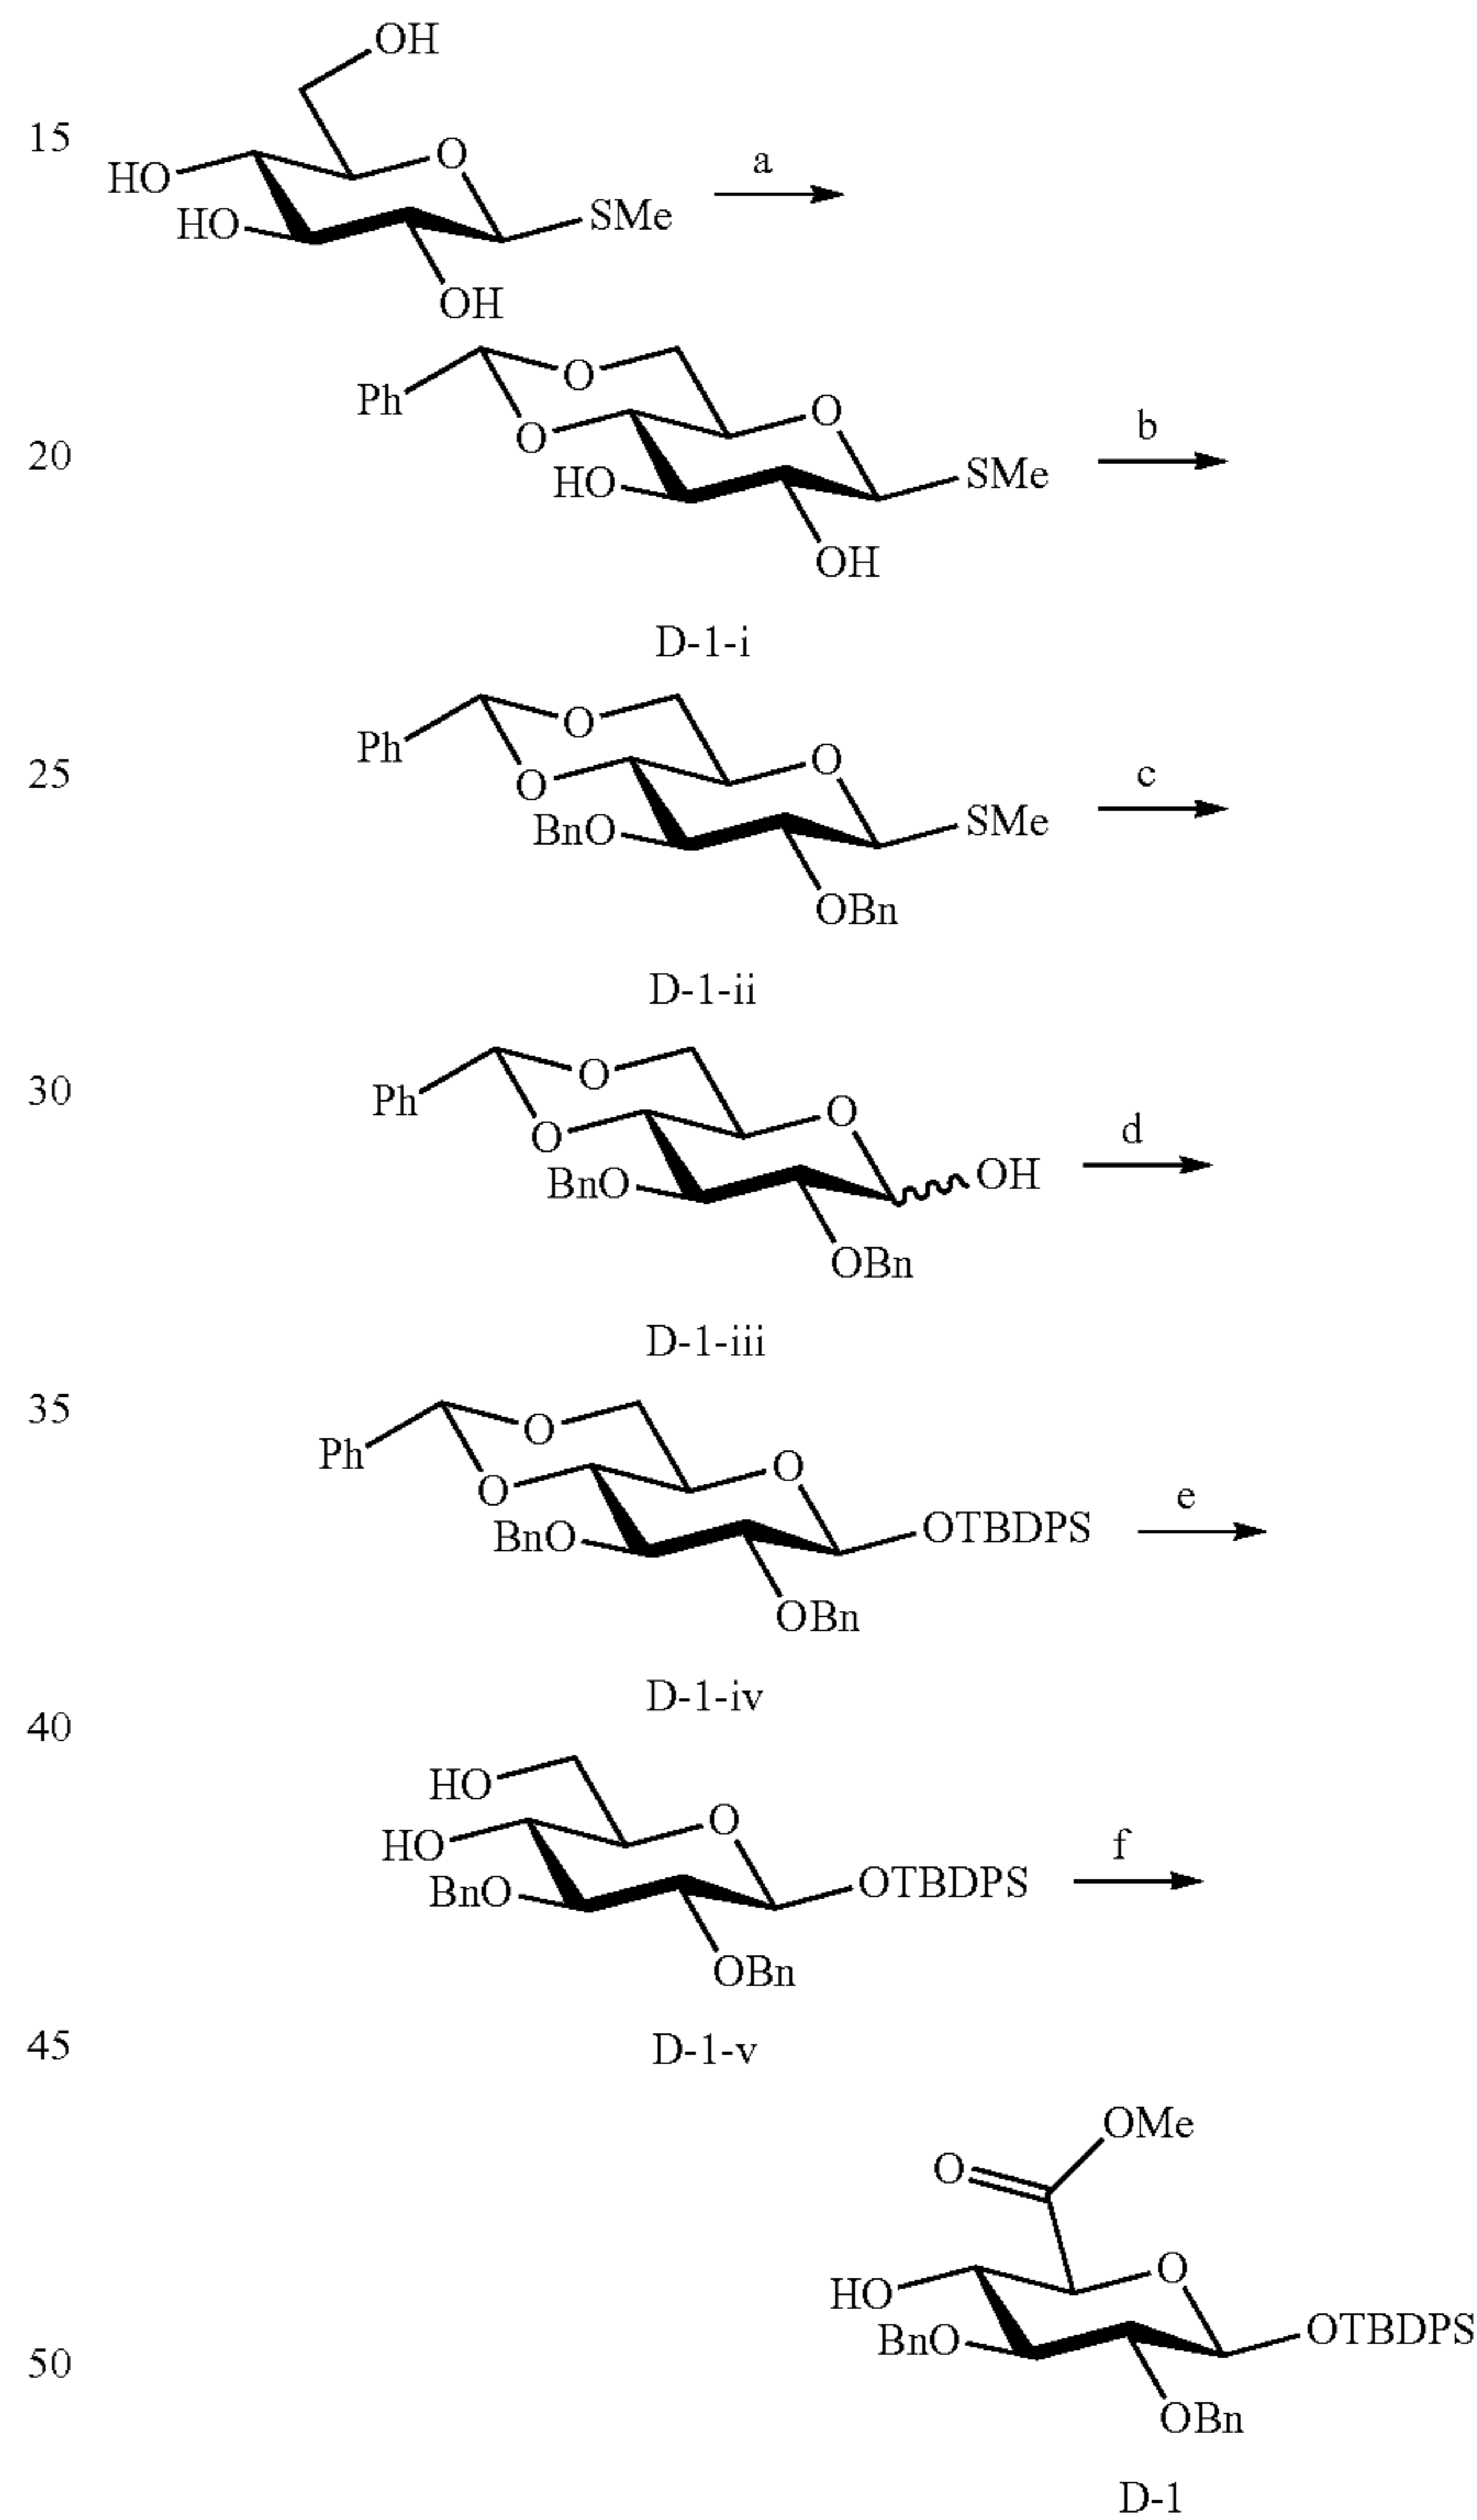 OH
15
O
HO
a
SMe
HO
OH
O
Ph
O
O
b
20
SMe
HO
OH
D-1-i
O
Ph
O
25
O
c
SMe
BnO
OBn
D-1-ii
O
30
Ph
O
O
d
OH
BnO
OBn
D-1-iii
35
O
Ph
O
O
e
OTBDPS
BnO
OBn
D-1-iv
40
HO
O
HO
f
OTBDPS
BnO
OBn
45
D-1-v
OMe
O
O
HO
OTBDPS
BnO
50
OBn
D-1